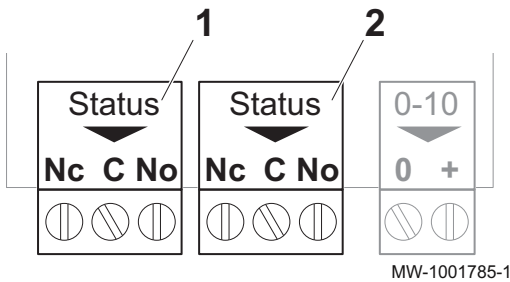 1 2
Status Status 0-10
Nc C No Nc C No 0 +
MW-1001785-1